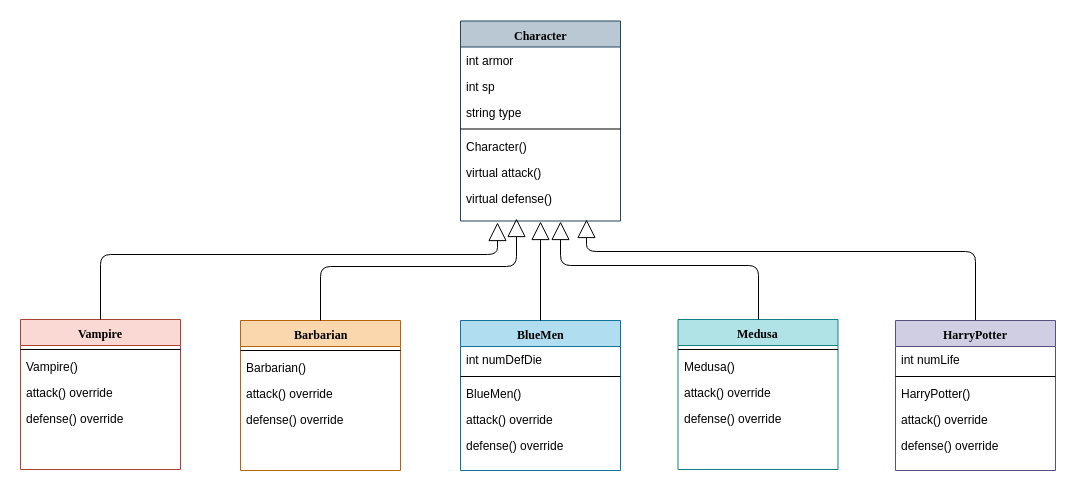 Character
int armor
int sp
string type
Character()
virtual attack()
virtual defense()
Vampire
Vampire()
attack() override
defense() override
Barbarian
Barbarian()
attack() override
defense() override
BlueMen
int numDefDie
BlueMen()
attack() override
defense() override
Medusa
Medusa()
attack() override
defense() override
HarryPotter
int numLife
HarryPotter()
attack() override
defense() override